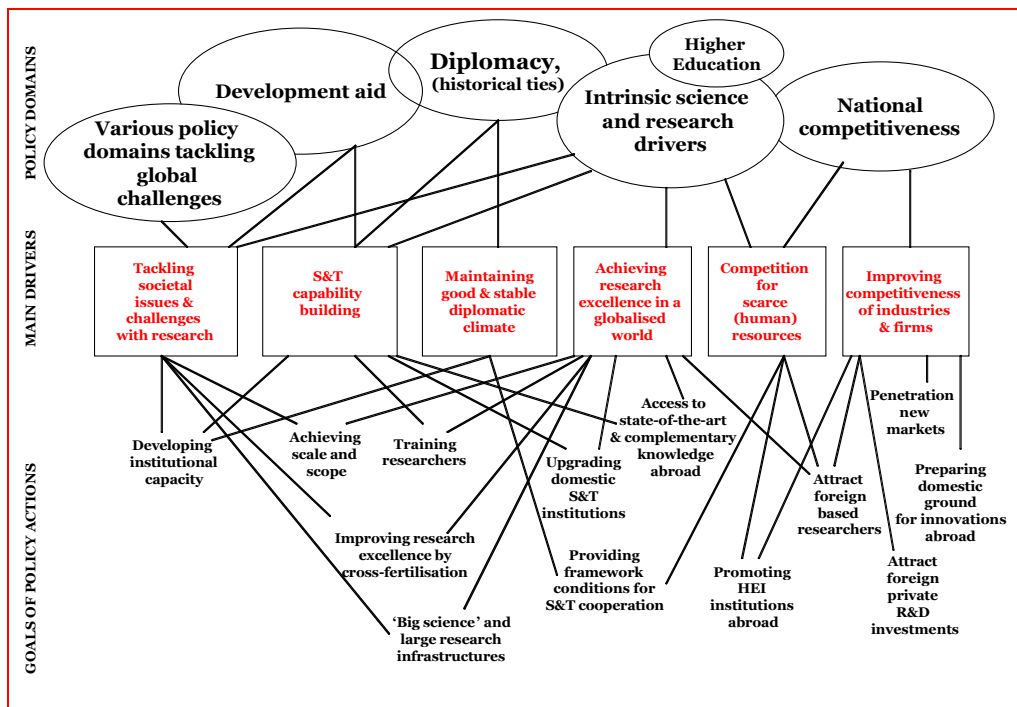 POLICY DOMAINS
Higher
Education
Diplomacy,
(historical ties)
Development aid
Intrinsic science
and research
drivers
National
competitiveness
Various policy
domains tackling
global
challenges
MAIN DRIVERS
Tackling
societal
issues &
challenges
with research
S&T
capability
building
Maintaining
good & stable
diplomatic
climate
Achieving
research
excellence in a
globalised
world
Competition
for
scarce
(human)
resources
Improving
competitiveness
of industries
& firms
GOALS OF POLICY ACTIONS
Developing
institutional
capacity
Achieving
scale and
scope
Training
researchers
Access to
state-of-the-art
& complementary
knowledge
abroad
Penetration
new
markets
Upgrading
domestic
S&T
institutions
Attract
foreign
based
researchers
Preparing
domestic
ground
for innovations
abroad
Improving research
excellence by
cross-fertilisation
Providing
framework
conditions for
S&T cooperation
Promoting
HEI
institutions
abroad
Attract
foreign
private
R&D
investments
‘Big science’ and
large research
infrastructures